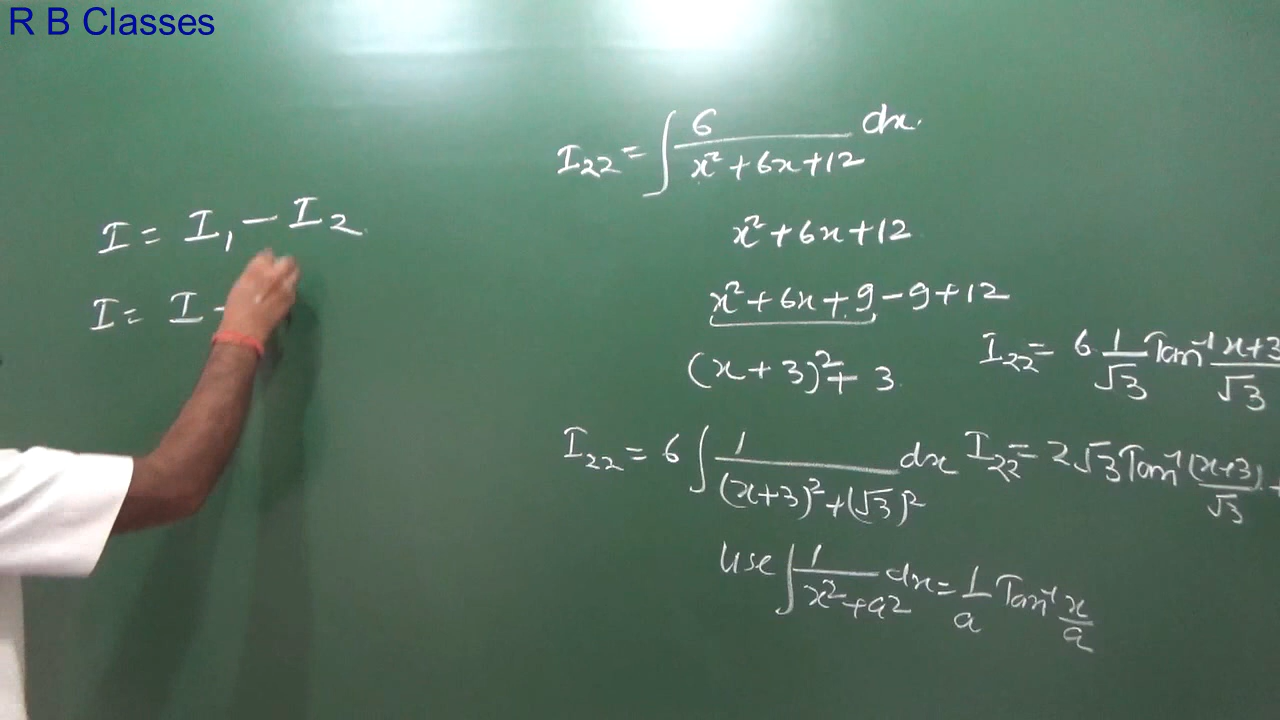 R B Classes
I = I₁ - I₂
I = I -
I₂₂ = ∫ 6/(x² + 6x + 12) dx.
x² + 6x + 12
x² + 6x + 9 - 9 + 12
(x + 3)² + 3
I₂₂ = 6 ∫ 1/((x+3)² + (√3)²) dx
use ∫ 1/(x² + a²) dx = 1/a Tan⁻¹ x/a
I₂₂ = 6 1/√3 Tan⁻¹ x+3/√3
I₂₂ = 2√3 Tan⁻¹ (x+3)/√3 +